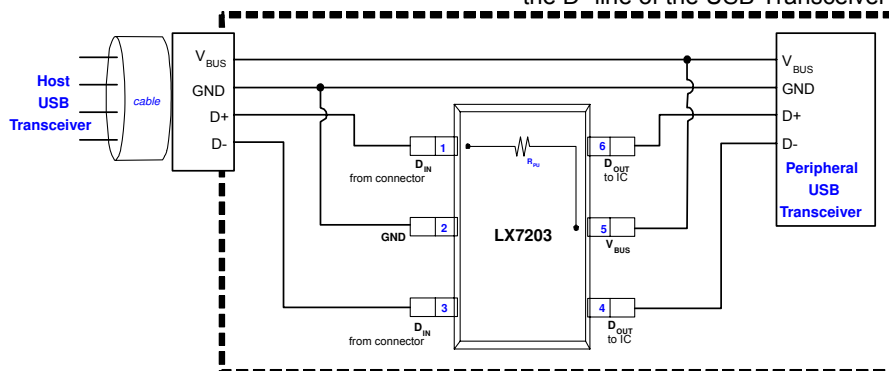 the D- line of the USB Transceiver
Host
USB
Transceiver
cable
VBUS
GND
D+
D-
1
DIN
from connector
2
GND
3
DIN
from connector
RPU
LX7203
6
DOUT
to IC
5
VBUS
4
DOUT
to IC
VBUS
GND
D+
D-
Peripheral
USB
Transceiver